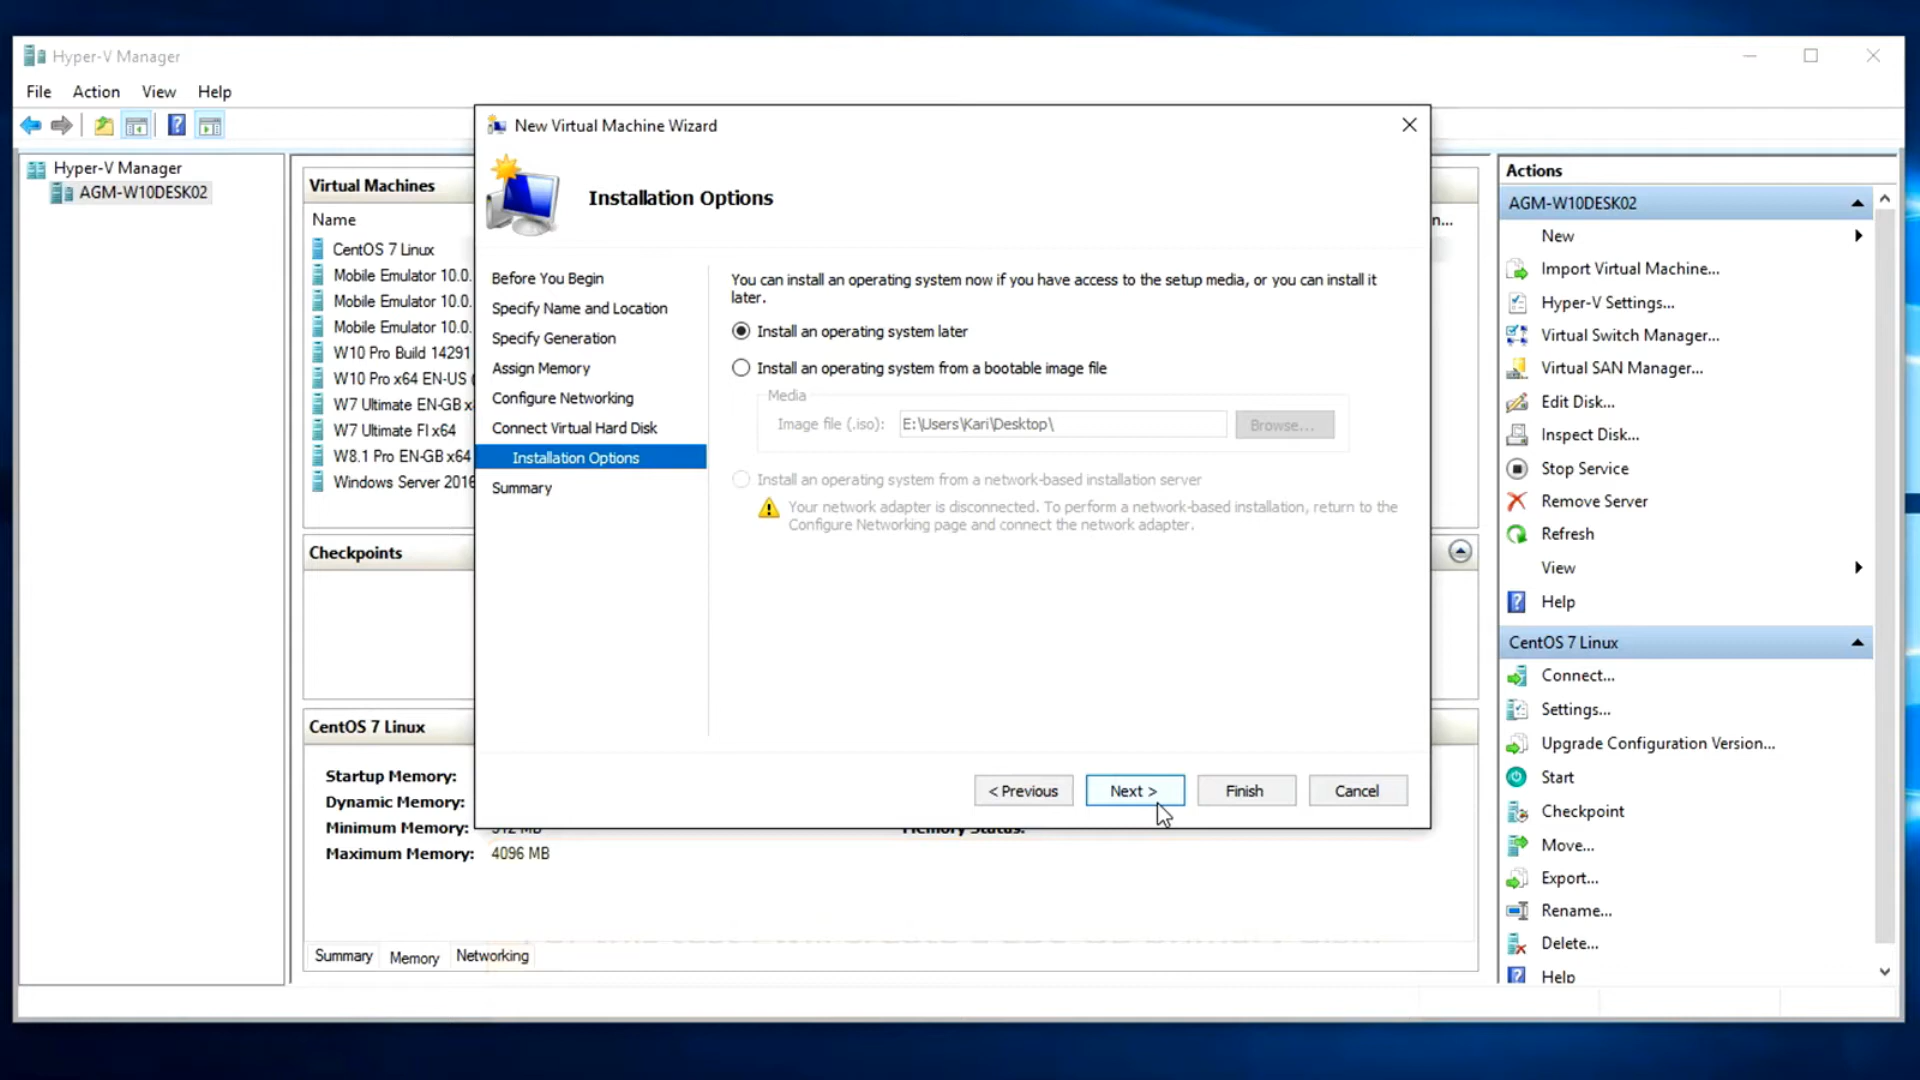 Hyper-V Manager
File Action View Help
Hyper-V Manager
AGM-W10DESK02
Virtual Machines
Name
CentOS 7 Linux
Mobile Emulator 10.0.
Mobile Emulator 10.0.
Mobile Emulator 10.0.
W10 Pro Build 14291
W10 Pro x64 EN-US (
W7 Ultimate EN-GB x
W7 Ultimate FI x64
W8.1 Pro EN-GB x64
Windows Server 2016
Checkpoints
CentOS 7 Linux
Startup Memory:
Dynamic Memory:
Minimum Memory: 512 MB
Memory Status:
Maximum Memory: 4096 MB
Summary Memory Networking
New Virtual Machine Wizard
Installation Options
Before You Begin
Specify Name and Location
Specify Generation
Assign Memory
Configure Networking
Connect Virtual Hard Disk
Installation Options
Summary
You can install an operating system now if you have access to the setup media, or you can install it
later.
Install an operating system later
Install an operating system from a bootable image file
Media
Image file (.iso): E:\Users\Kari\Desktop\ Browse...
Install an operating system from a network-based installation server
Your network adapter is disconnected. To perform a network-based installation, return to the
Configure Networking page and connect the network adapter.
< Previous Next > Finish Cancel
n...
Actions
AGM-W10DESK02
New
Import Virtual Machine...
Hyper-V Settings...
Virtual Switch Manager...
Virtual SAN Manager...
Edit Disk...
Inspect Disk...
Stop Service
Remove Server
Refresh
View
Help
CentOS 7 Linux
Connect...
Settings...
Upgrade Configuration Version...
Start
Checkpoint
Move...
Export...
Rename...
Delete...
Help